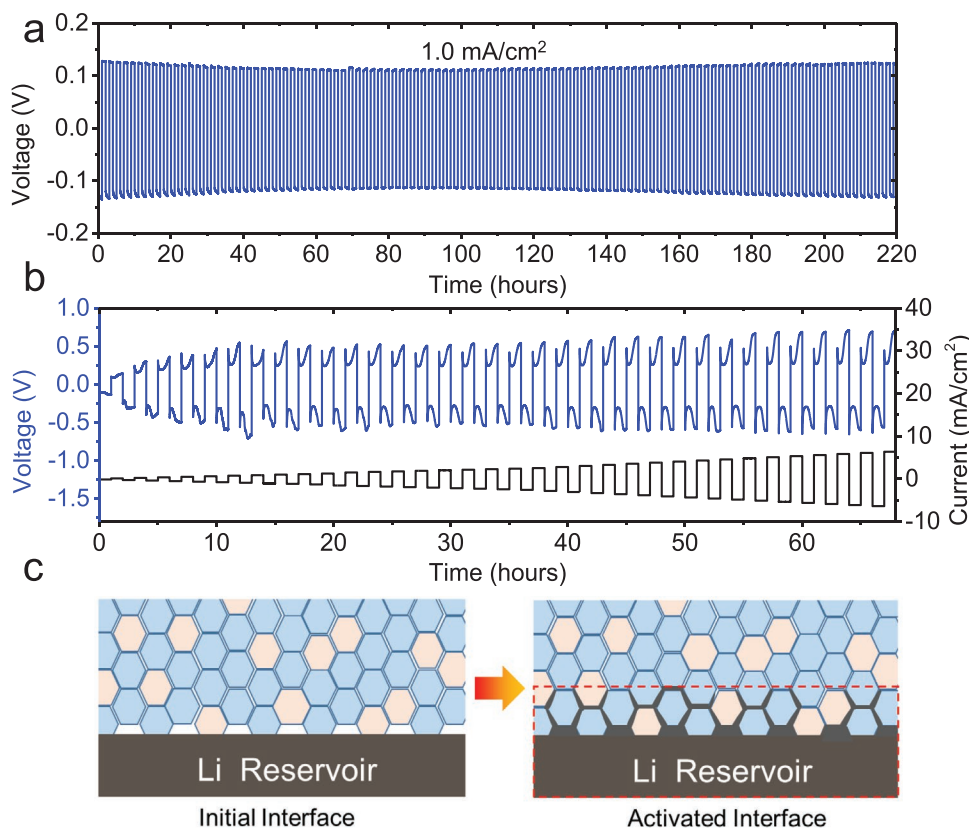 a
0.2
0.1
0.0
-0.1
-0.2
Voltage (V)
1.0 mA/cm²
0 20 40 60 80 100 120 140 160 180 200 220
Time (hours)
b
1.0
0.5
0.0
-0.5
-1.0
-1.5
Voltage (V)
40
30
20
10
0
-10
Current (mA/cm²)
0 10 20 30 40 50 60
Time (hours)
c
Li Reservoir
Initial Interface
Li Reservoir
Activated Interface